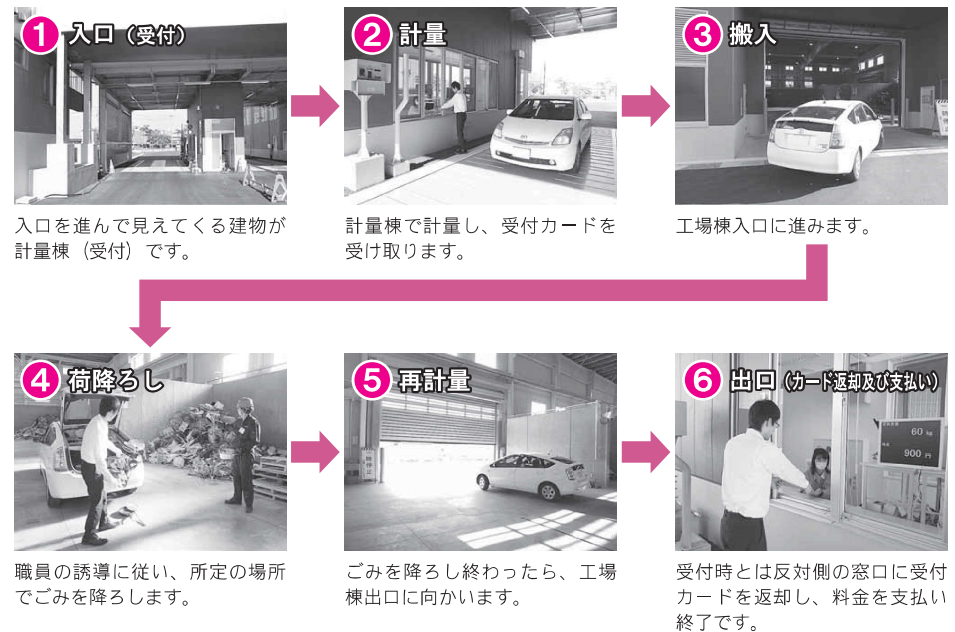 1 入口（受付）
入口を進んで見えてくる建物が
計量棟（受付）です。
2 計量
計量棟で計量し、受付カードを
受け取ります。
3 搬入
工場棟入口に進みます。
4 荷降ろし
職員の誘導に従い、所定の場所
でごみを降ろします。
5 再計量
ごみを降ろし終わったら、工場
棟出口に向かいます。
6 出口（カード返却及び支払い）
60 kg
900 円
受付時とは反対側の窓口に受付
カードを返却し、料金を支払い
終了です。